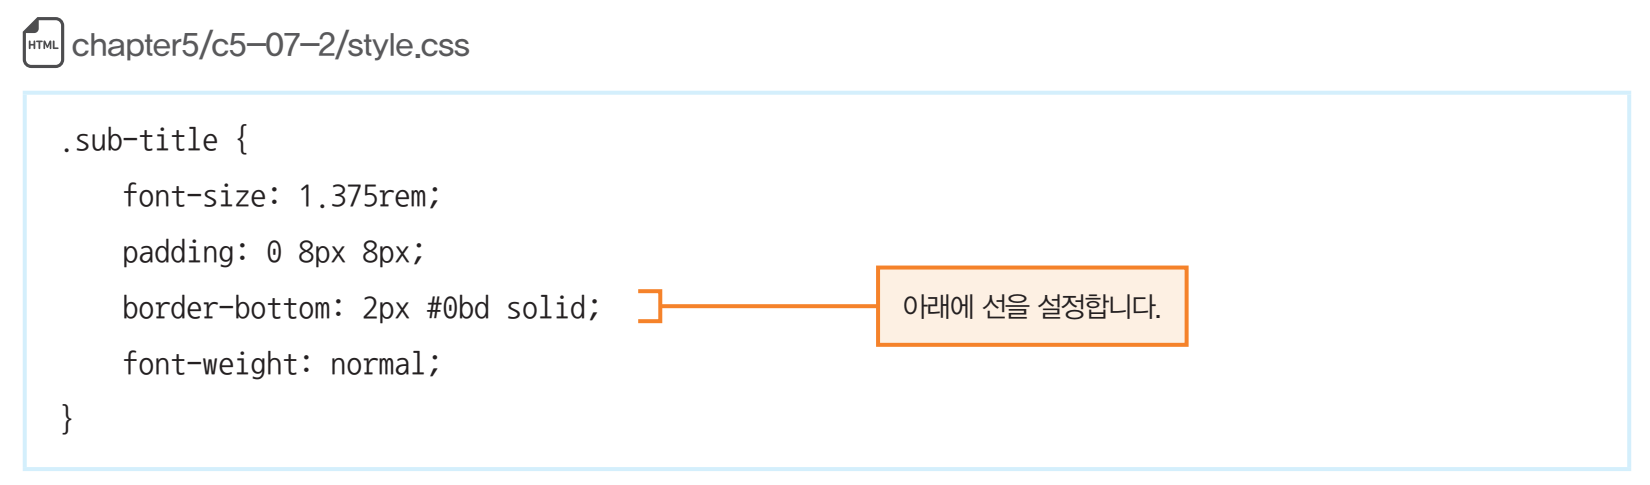 HTML chapter5/c5-07-2/style.css
.sub-title {
font-size: 1.375rem;
padding: 0 8px 8px;
border-bottom: 2px #0bd solid; 아래에 선을 설정합니다.
font-weight: normal;
}